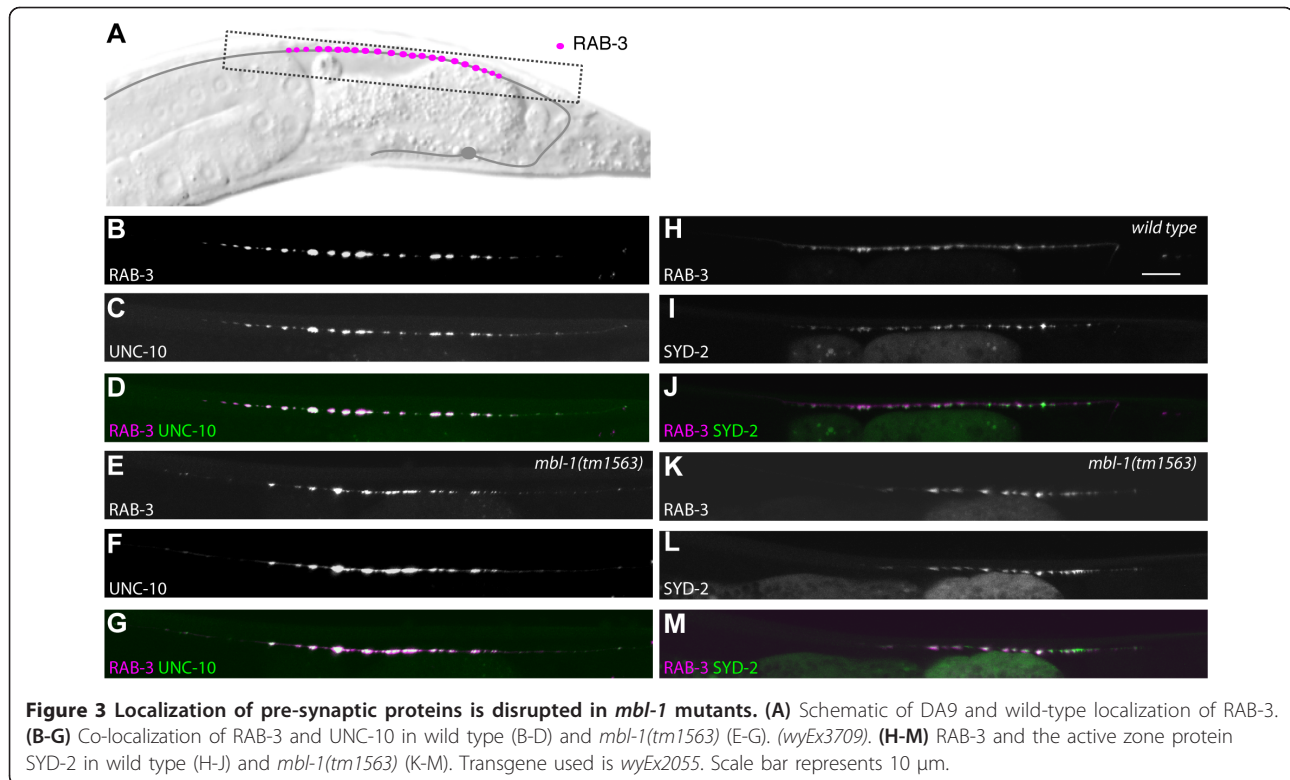 A
RAB-3
B
RAB-3
C
UNC-10
D
RAB-3 UNC-10
E
mbl-1(tm1563)
RAB-3
F
UNC-10
G
RAB-3 UNC-10
H
wild type
RAB-3
I
SYD-2
J
RAB-3 SYD-2
K
mbl-1(tm1563)
RAB-3
L
SYD-2
M
RAB-3 SYD-2
Figure 3 Localization of pre-synaptic proteins is disrupted in mbl-1 mutants. (A) Schematic of DA9 and wild-type localization of RAB-3.
(B-G) Co-localization of RAB-3 and UNC-10 in wild type (B-D) and mbl-1(tm1563) (E-G). (wyEx3709). (H-M) RAB-3 and the active zone protein
SYD-2 in wild type (H-J) and mbl-1(tm1563) (K-M). Transgene used is wyEx2055. Scale bar represents 10 μm.